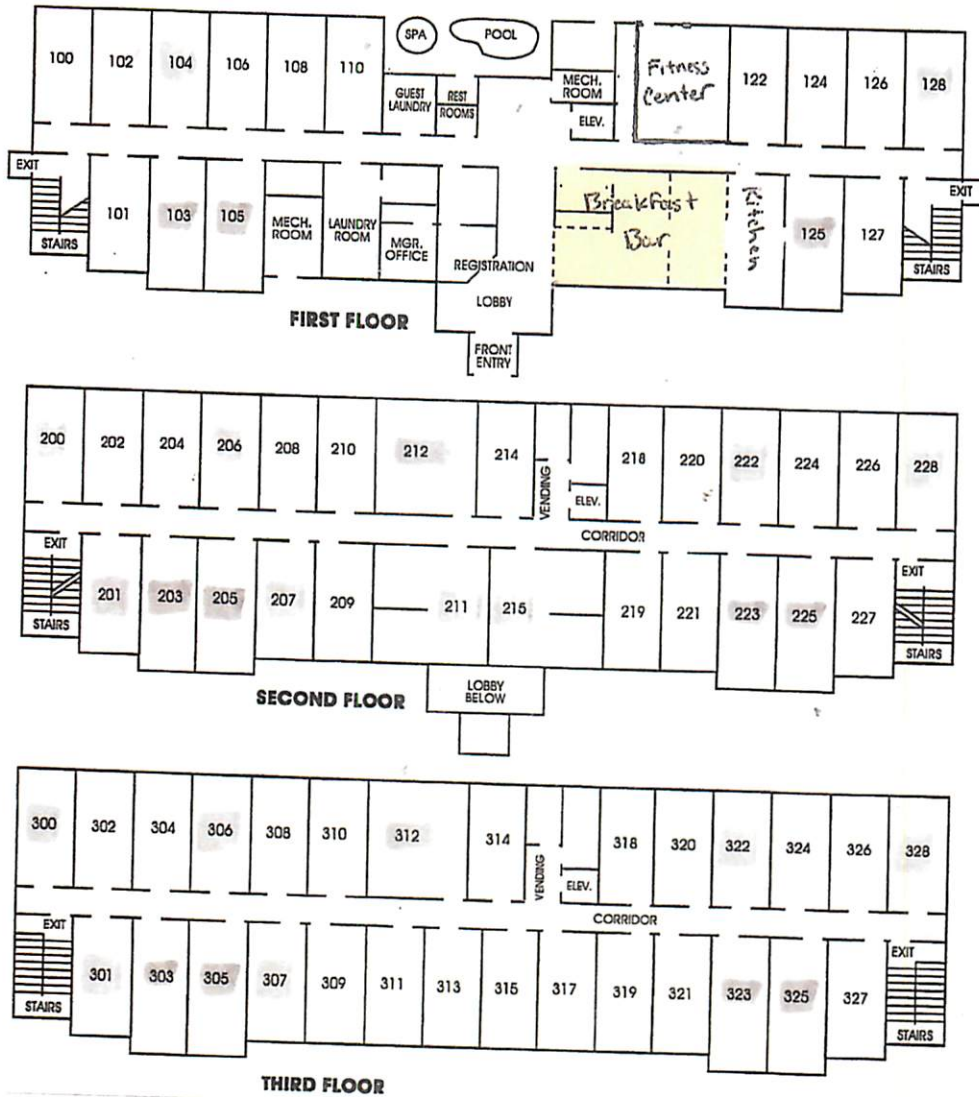 SPA
POOL
100 102 104 106 108 110
GUEST
LAUNDRY
REST
ROOMS
MECH.
ROOM
ELEV.
Fitness
Center
122 124 126 128
EXIT
STAIRS
101 103 105
MECH.
ROOM
LAUNDRY
ROOM
MGR.
OFFICE
REGISTRATION
LOBBY
FRONT
ENTRY
Breakfast
Bar
Kitchen
125 127
EXIT
STAIRS
FIRST FLOOR
200 202 204 206 208 210 212 214
VENDING
ELEV.
218 220 222 224 226 228
CORRIDOR
EXIT
STAIRS
201 203 205 207 209 211 215 219 221 223 225 227
EXIT
STAIRS
LOBBY
BELOW
SECOND FLOOR
300 302 304 306 308 310 312 314
VENDING
ELEV.
318 320 322 324 326 328
CORRIDOR
EXIT
STAIRS
301 303 305 307 309 311 313 315 317 319 321 323 325 327
EXIT
STAIRS
THIRD FLOOR